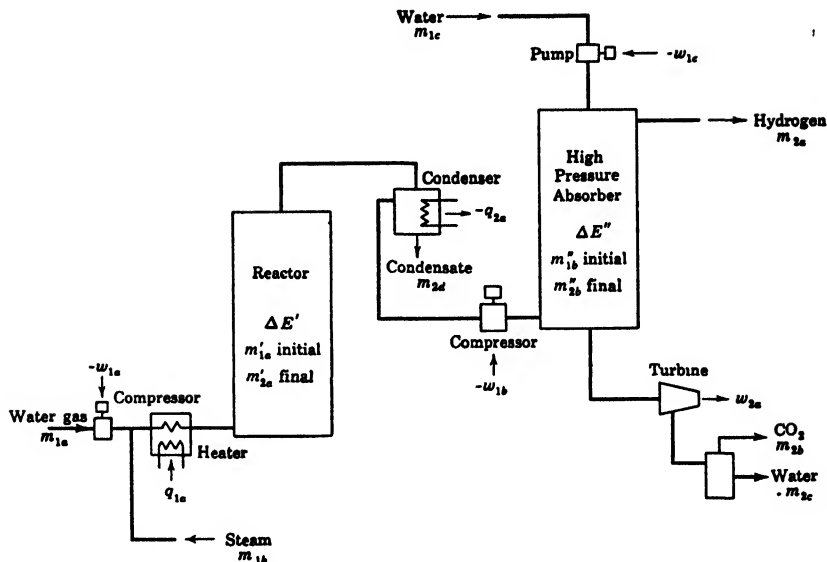 Water
m₁c
Pump
-w₁c
Hydrogen
m₂ₐ
High
Pressure
Absorber
ΔE''
m''₁b initial
m''₂b final
Condenser
-q₂ₐ
Condensate
m₂d
Reactor
ΔE'
m'₁ₐ initial
m'₂ₐ final
Compressor
-w₁b
Turbine
w₂ₐ
CO₂
m₂b
Water
m₂c
-w₁ₐ
Compressor
Water gas
m₁ₐ
Heater
q₁ₐ
Steam
m₁b